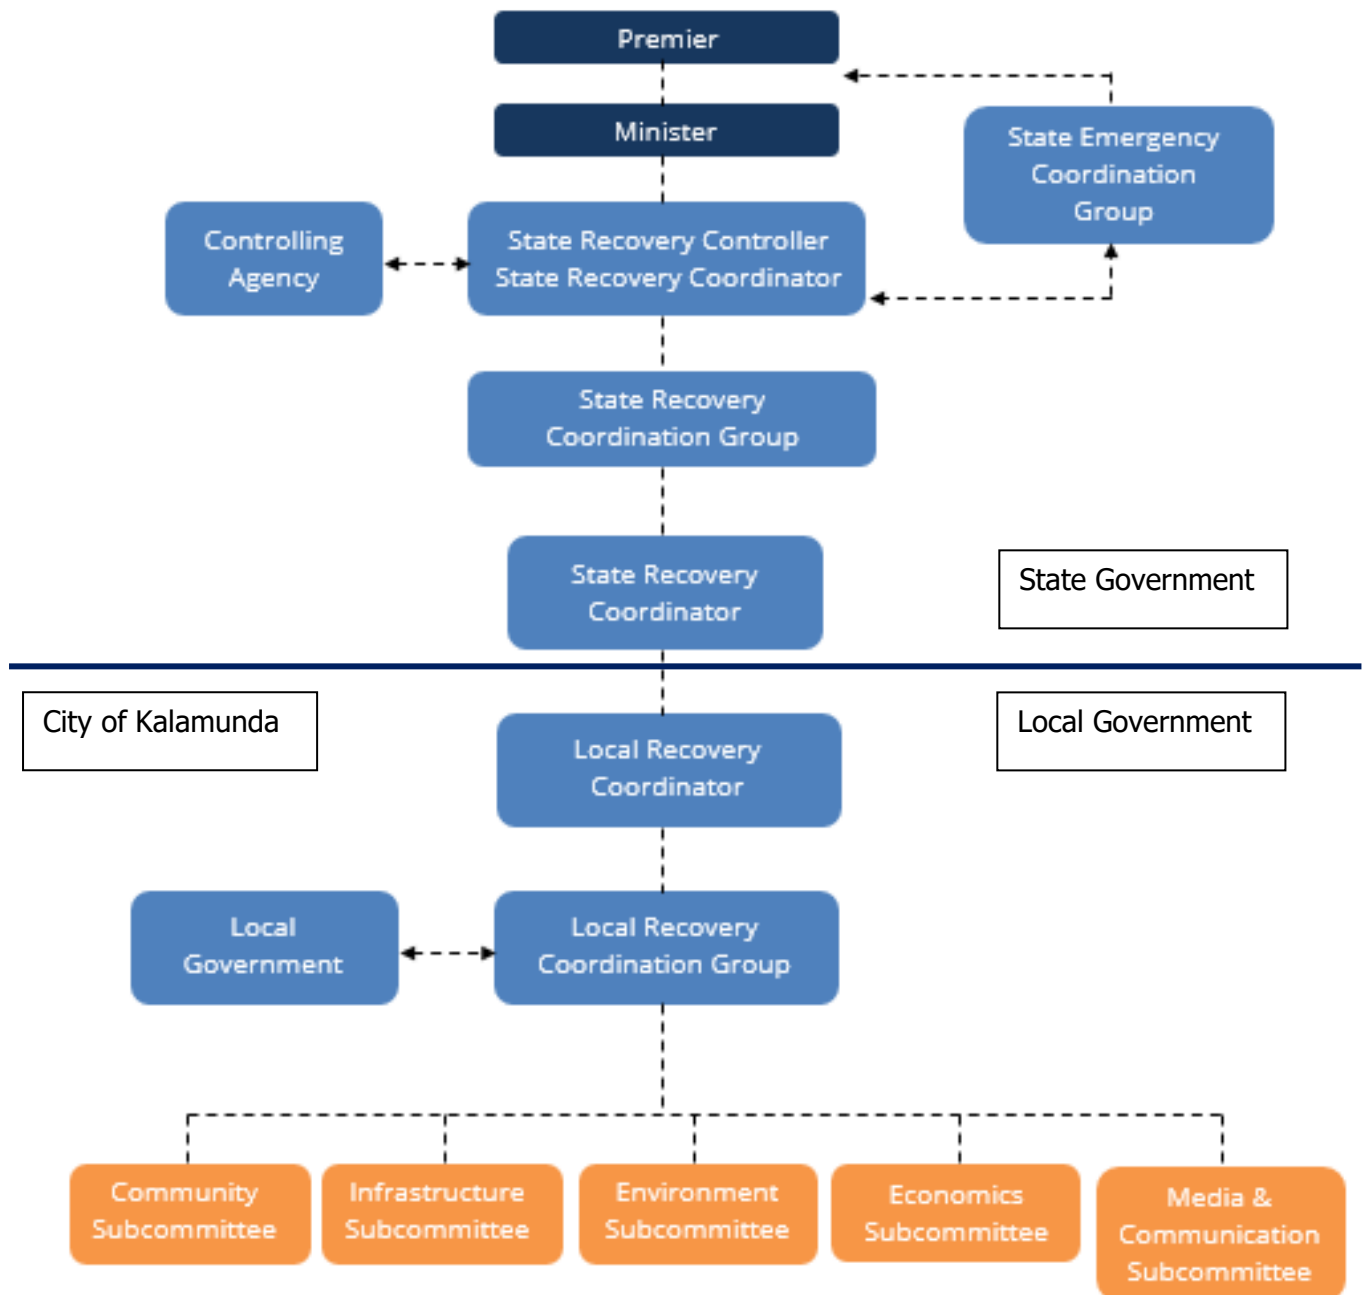 Premier
Minister
State Emergency
Coordination
Group
Controlling
Agency
State Recovery Controller
State Recovery Coordinator
State Recovery
Coordination Group
State Recovery
Coordinator
State Government
City of Kalamunda
Local Government
Local Recovery
Coordinator
Local
Government
Local Recovery
Coordination Group
Community
Subcommittee
Infrastructure
Subcommittee
Environment
Subcommittee
Economics
Subcommittee
Media &
Communication
Subcommittee